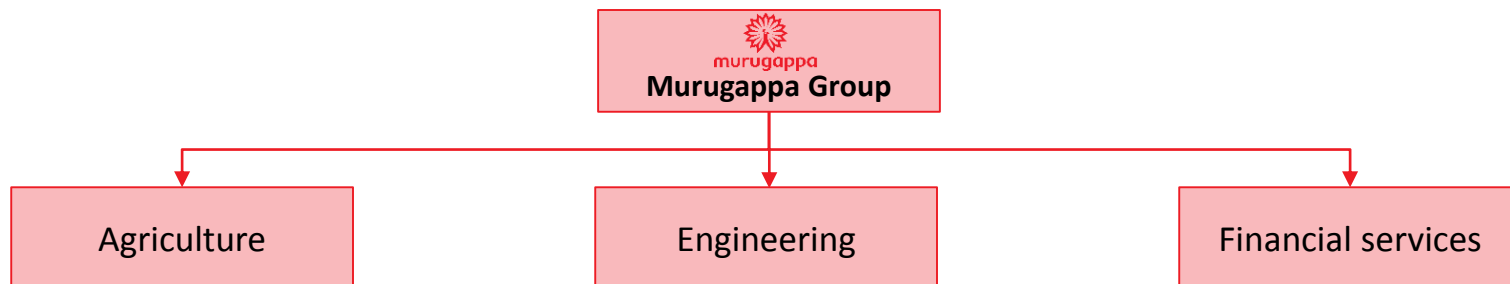 murugappa
Murugappa Group
Agriculture
Engineering
Financial services